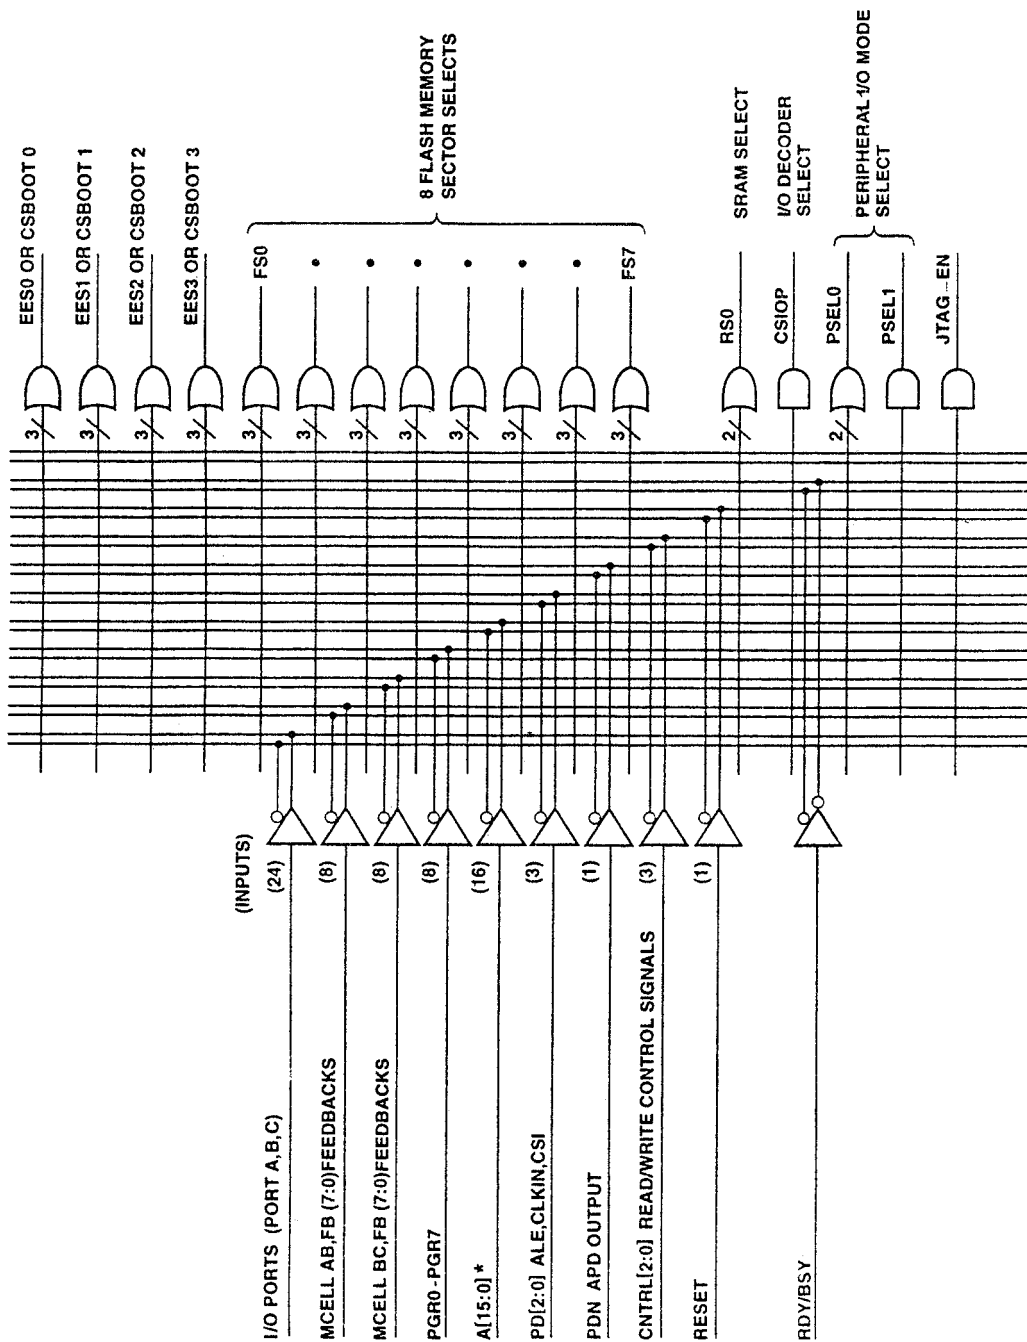 (INPUTS)
I/O PORTS (PORT A,B,C)
(24)
MCELL AB,FB (7:0)FEEDBACKS
(8)
MCELL BC,FB (7:0)FEEDBACKS
(8)
PGR0 - PGR7
(8)
A[15:0] *
(16)
PD[2:0] ALE,CLKIN,CSI
(3)
PDN APD OUTPUT
(1)
CNTRL[2:0] READ/WRITE CONTROL SIGNALS
(3)
RESET
(1)
RDY/BSY
3
EES0 OR CSBOOT 0
3
EES1 OR CSBOOT 1
3
EES2 OR CSBOOT 2
3
EES3 OR CSBOOT 3
3
FS0
3
3
3
3
3
3
3
FS7
8 FLASH MEMORY
SECTOR SELECTS
2
RS0
SRAM SELECT
CSIOP
I/O DECODER
SELECT
2
PSEL0
PSEL1
PERIPHERAL I/O MODE
SELECT
JTAG_EN